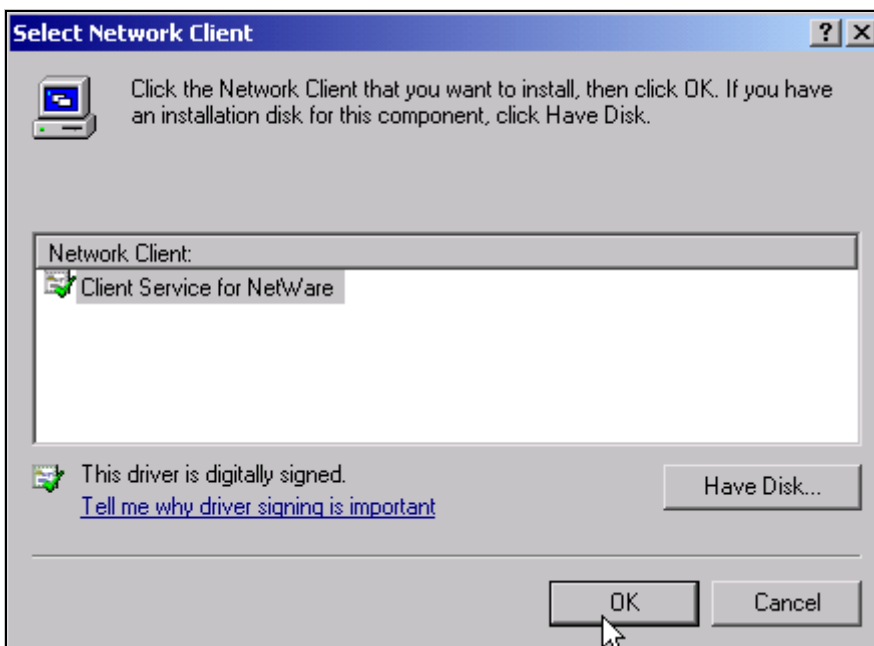 Select Network Client
Click the Network Client that you want to install, then click OK. If you have
an installation disk for this component, click Have Disk.
Network Client:
Client Service for NetWare
This driver is digitally signed.
Tell me why driver signing is important
Have Disk...
OK
Cancel